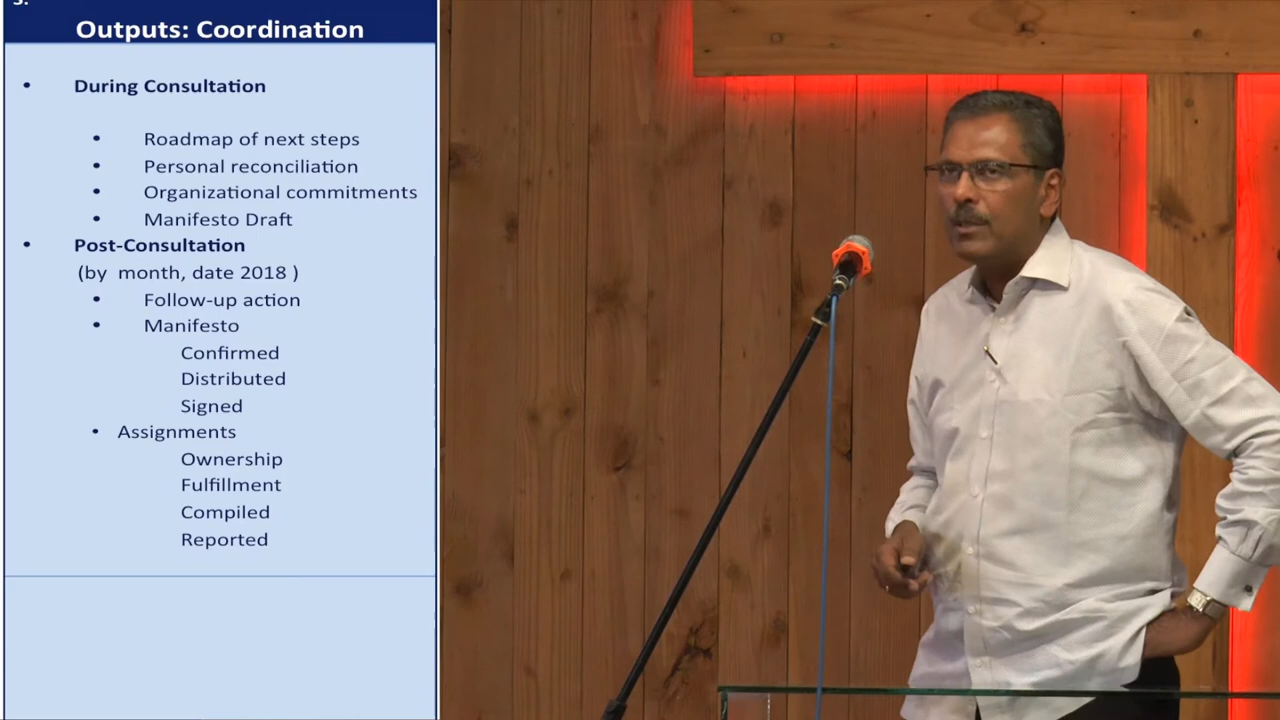 Outputs: Coordination
• During Consultation
• Roadmap of next steps
• Personal reconciliation
• Organizational commitments
• Manifesto Draft
• Post-Consultation
(by month, date 2018 )
• Follow-up action
• Manifesto
Confirmed
Distributed
Signed
• Assignments
Ownership
Fulfillment
Compiled
Reported